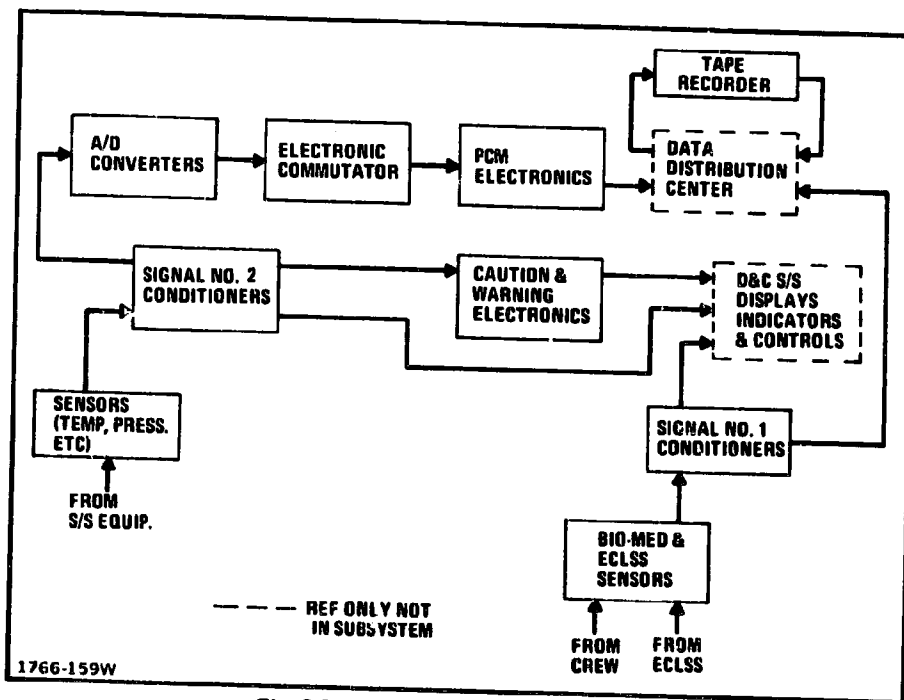 TAPE
RECORDER
A/D
CONVERTERS
ELECTRONIC
COMMUTATOR
PCM
ELECTRONICS
DATA
DISTRIBUTION
CENTER
SIGNAL NO. 2
CONDITIONERS
CAUTION &
WARNING
ELECTRONICS
D&C S/S
DISPLAYS
INDICATORS
& CONTROLS
SENSORS
(TEMP, PRESS.
ETC)
SIGNAL NO. 1
CONDITIONERS
FROM
S/S EQUIP.
BIO-MED &
ECLSS
SENSORS
— — — REF ONLY NOT
IN SUBSYSTEM
FROM
CREW
FROM
ECLSS
1766-159W